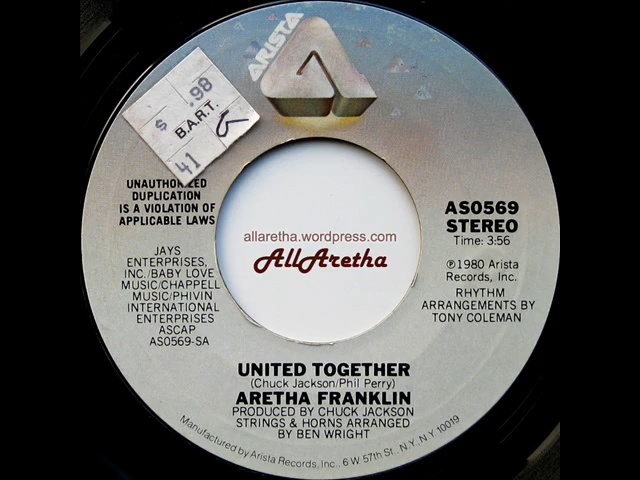 ARISTA
$ .98
B.A.R.T.
41
UNAUTHORIZED
DUPLICATION
IS A VIOLATION OF
APPLICABLE LAWS
JAYS
ENTERPRISES,
INC./BABY LOVE
MUSIC/CHAPPELL
MUSIC/PHIVIN
INTERNATIONAL
ENTERPRISES
ASCAP
AS0569-SA
allaretha.wordpress.com
AllAretha
AS0569
STEREO
Time: 3:56
℗1980 Arista
Records, Inc.
RHYTHM
ARRANGEMENTS BY
TONY COLEMAN
UNITED TOGETHER
(Chuck Jackson/Phil Perry)
ARETHA FRANKLIN
PRODUCED BY CHUCK JACKSON
STRINGS & HORNS ARRANGED
BY BEN WRIGHT
Manufactured by Arista Records, Inc., 6 W 57th St., N.Y., N.Y. 10019